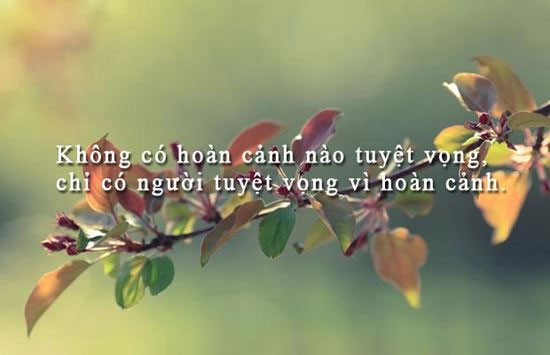 Không có hoàn cảnh nào tuyệt vọng,
chỉ có người tuyệt vọng vì hoàn cảnh.